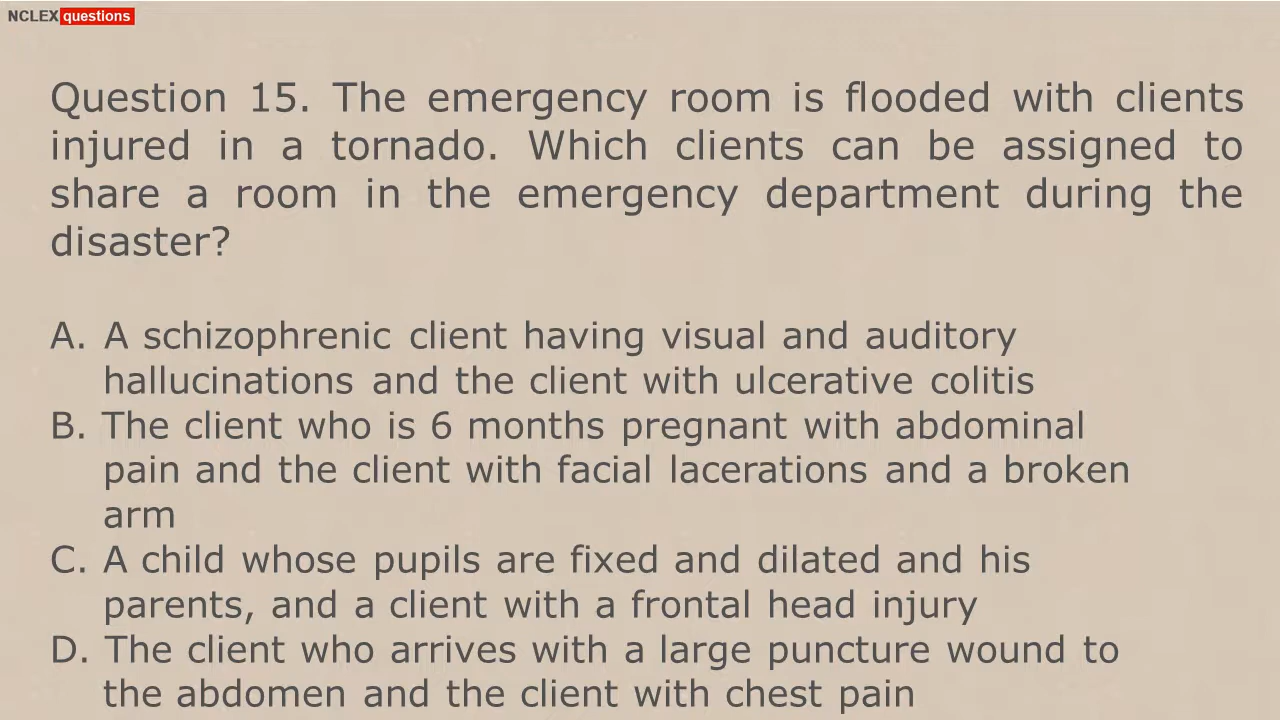 NCLEX questions
Question 15. The emergency room is flooded with clients
injured in a tornado. Which clients can be assigned to
share a room in the emergency department during the
disaster?
A. A schizophrenic client having visual and auditory
hallucinations and the client with ulcerative colitis
B. The client who is 6 months pregnant with abdominal
pain and the client with facial lacerations and a broken
arm
C. A child whose pupils are fixed and dilated and his
parents, and a client with a frontal head injury
D. The client who arrives with a large puncture wound to
the abdomen and the client with chest pain